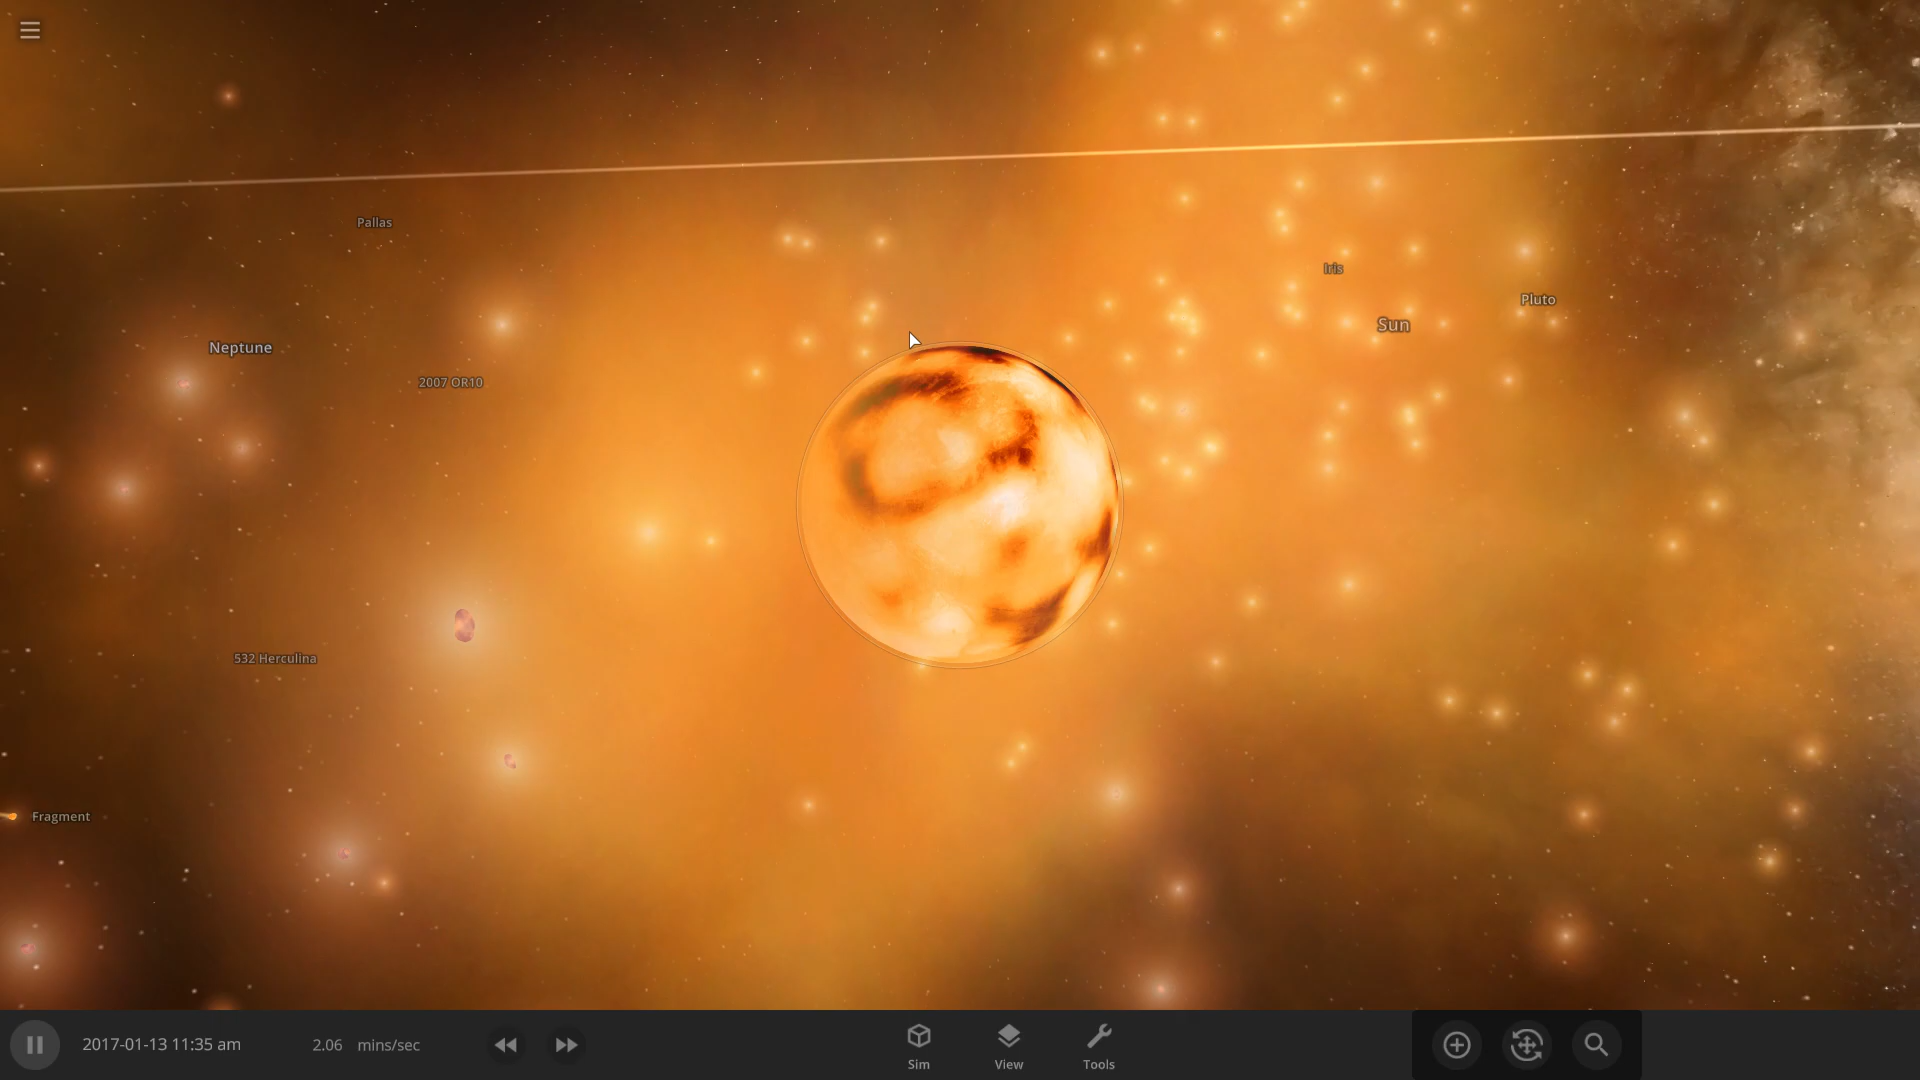 Pallas
Iris
Pluto
Sun
Neptune
2007 OR10
532 Herculina
Fragment
2017-01-13 11:35 am
2.06 mins/sec
Sim
View
Tools